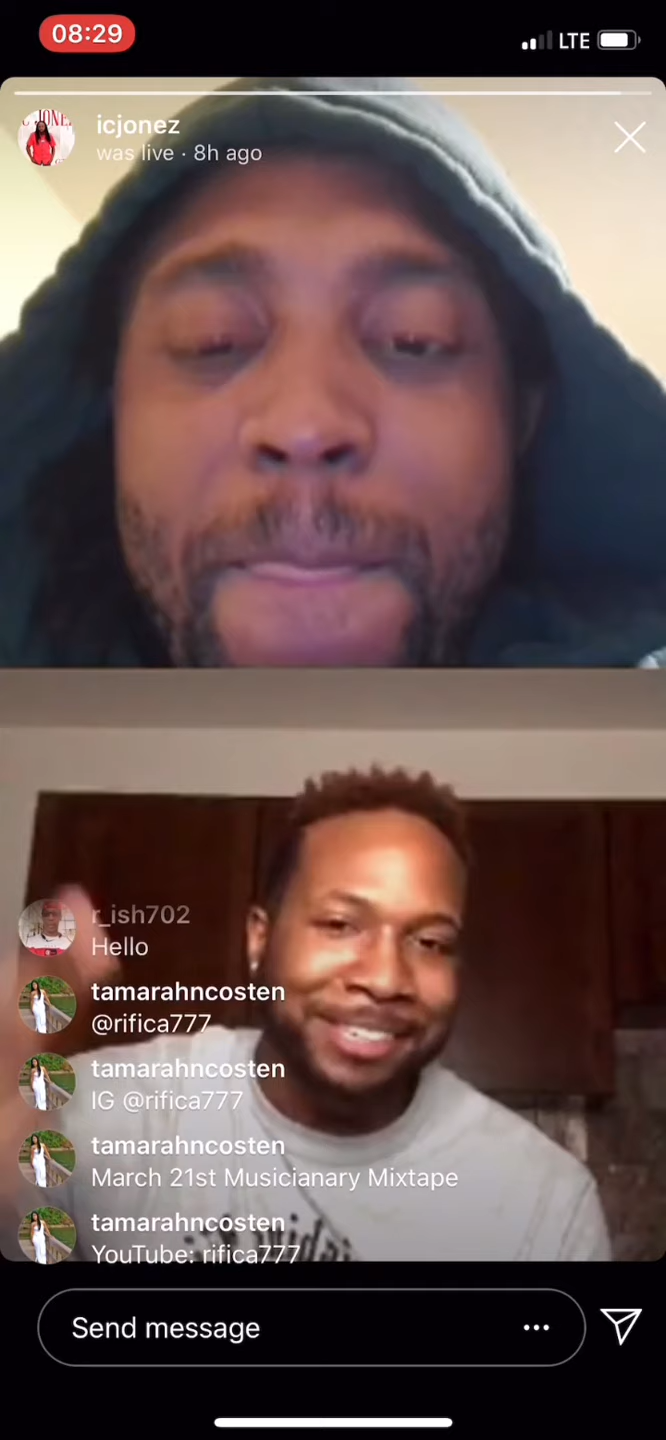 08:29
LTE
icjonez
was live · 8h ago
r_ish702
Hello
tamarahncosten
@rifica777
tamarahncosten
IG @rifica777
tamarahncosten
March 21st Musicianary Mixtape
tamarahncosten
YouTube: rifica777
Send message